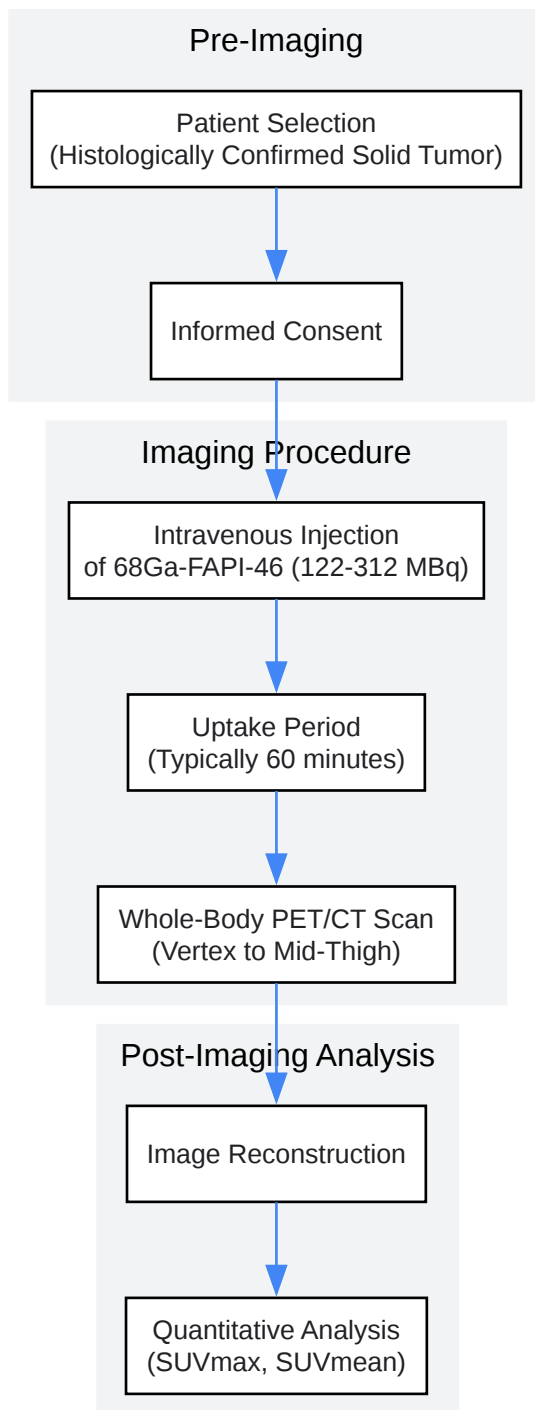 Pre-Imaging
Patient Selection
(Histologically Confirmed Solid Tumor)
Informed Consent
Imaging Procedure
Intravenous Injection
of 68Ga-FAPI-46 (122-312 MBq)
Uptake Period
(Typically 60 minutes)
Whole-Body PET/CT Scan
(Vertex to Mid-Thigh)
Post-Imaging Analysis
Image Reconstruction
Quantitative Analysis
(SUVmax, SUVmean)